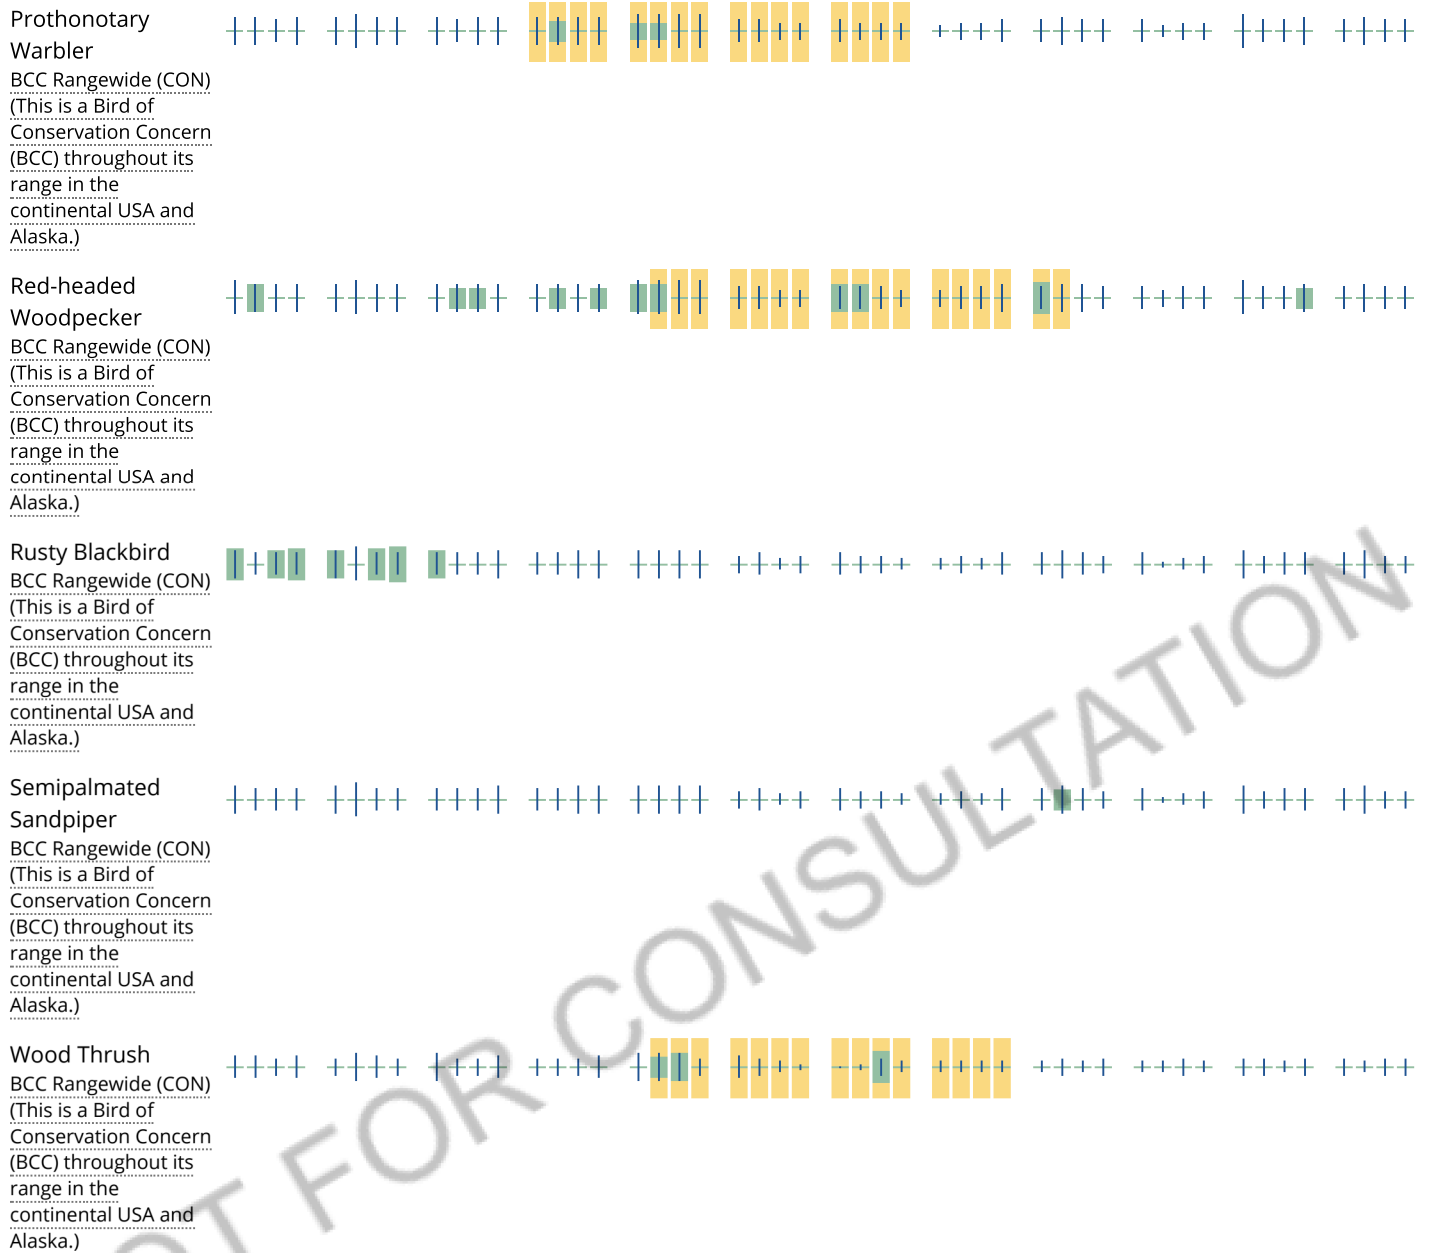 Prothonotary
Warbler
BCC Rangewide (CON)
(This is a Bird of
Conservation Concern
(BCC) throughout its
range in the
continental USA and
Alaska.)
Red-headed
Woodpecker
BCC Rangewide (CON)
(This is a Bird of
Conservation Concern
(BCC) throughout its
range in the
continental USA and
Alaska.)
Rusty Blackbird
BCC Rangewide (CON)
(This is a Bird of
Conservation Concern
(BCC) throughout its
range in the
continental USA and
Alaska.)
Semipalmated
Sandpiper
BCC Rangewide (CON)
(This is a Bird of
Conservation Concern
(BCC) throughout its
range in the
continental USA and
Alaska.)
Wood Thrush
BCC Rangewide (CON)
(This is a Bird of
Conservation Concern
(BCC) throughout its
range in the
continental USA and
Alaska.)
FOR CONSULTATION